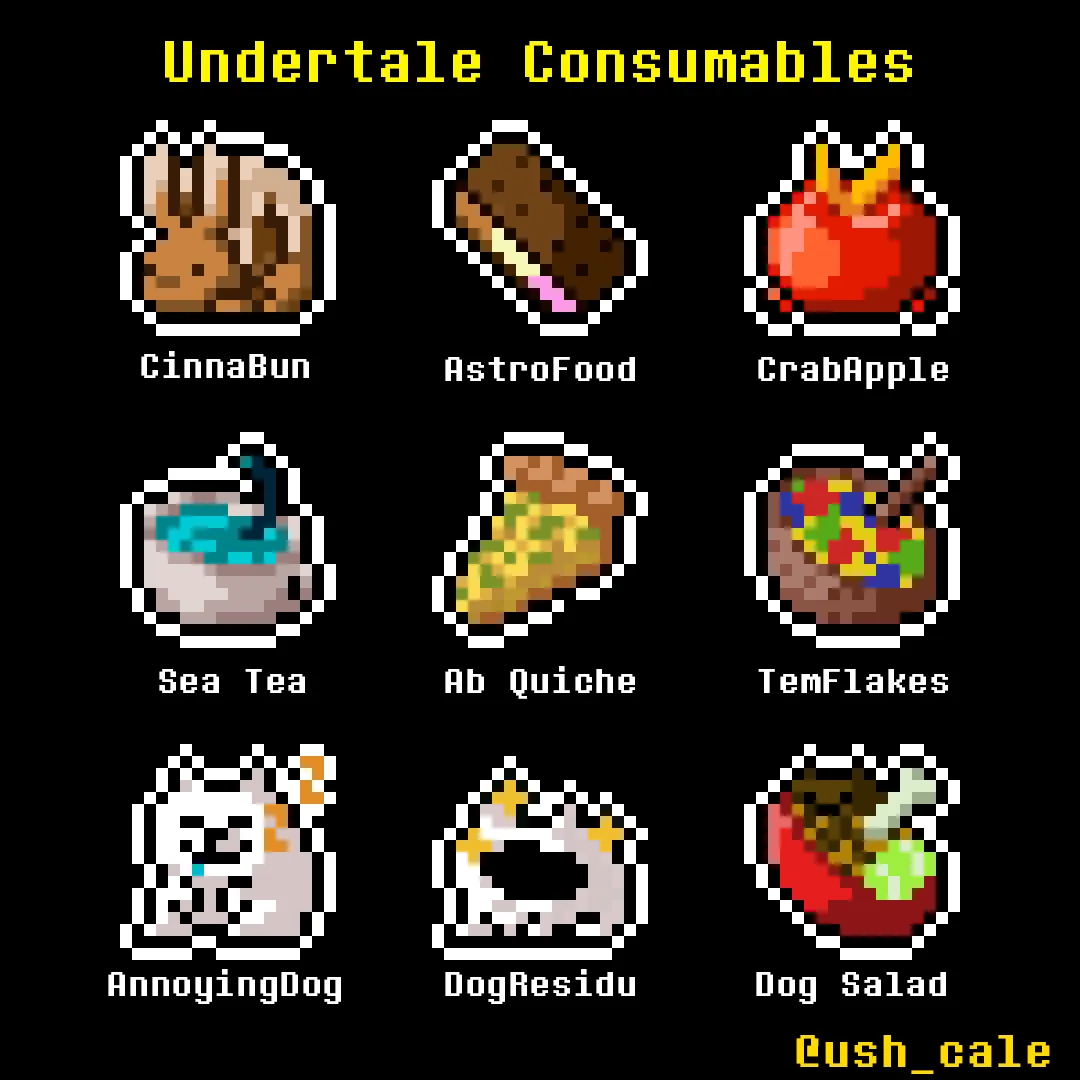 Undertale Consumables
CinnaBun
AstroFood
CrabApple
Sea Tea
Ab Quiche
TemFlakes
AnnoyingDog
DogResidu
Dog Salad
@ush_cale